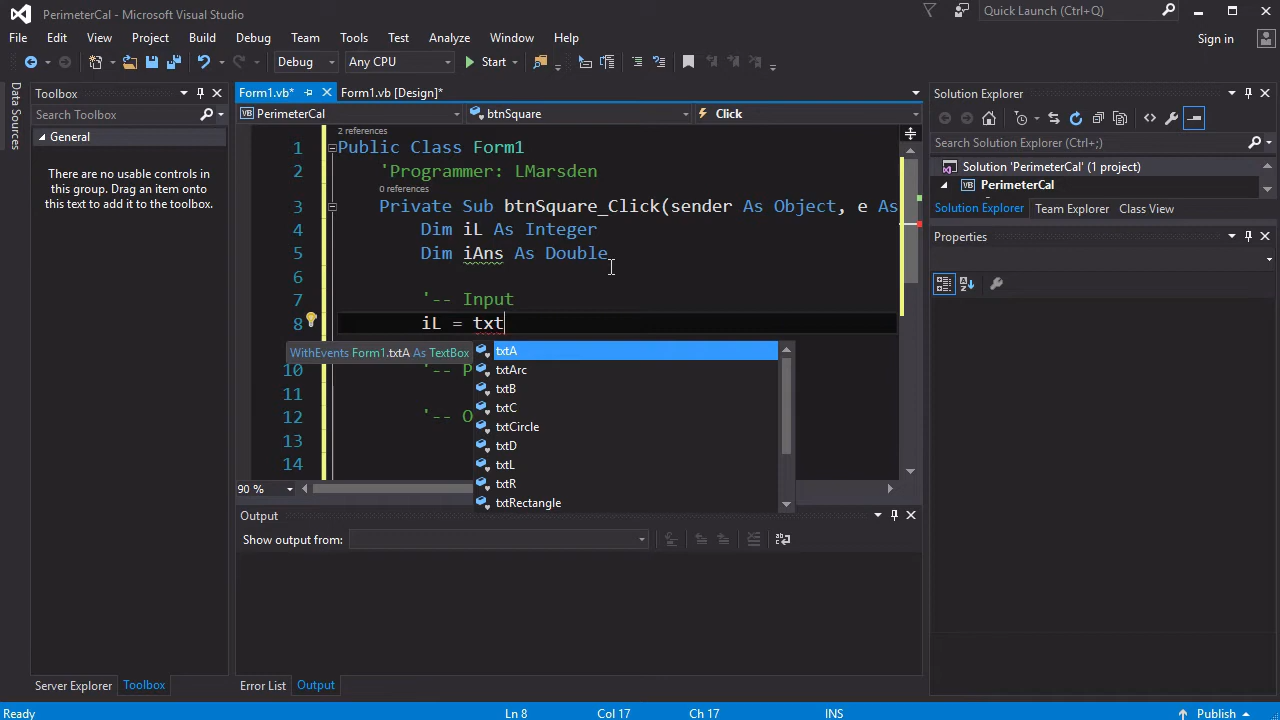 PerimeterCal - Microsoft Visual Studio
Quick Launch (Ctrl+Q)
File Edit View Project Build Debug Team Tools Test Analyze Window Help
Sign in
Debug Any CPU Start
Data Sources
Toolbox
Search Toolbox
General
There are no usable controls in
this group. Drag an item onto
this text to add it to the toolbox.
Server Explorer Toolbox
Form1.vb* Form1.vb [Design]*
PerimeterCal btnSquare Click
2 references
1 Public Class Form1
2 'Programmer: LMarsden
0 references
3 Private Sub btnSquare_Click(sender As Object, e As
4 Dim iL As Integer
5 Dim iAns As Double
6
7 '-- Input
8 iL = txt
WithEvents Form1.txtA As TextBox
10 '-- P
11
12 '-- O
13
14
txtA
txtArc
txtB
txtC
txtCircle
txtD
txtL
txtR
txtRectangle
90 %
Output
Show output from:
Error List Output
Solution Explorer
Search Solution Explorer (Ctrl+;)
Solution 'PerimeterCal' (1 project)
VB PerimeterCal
Solution Explorer Team Explorer Class View
Properties
Ready Ln 8 Col 17 Ch 17 INS Publish